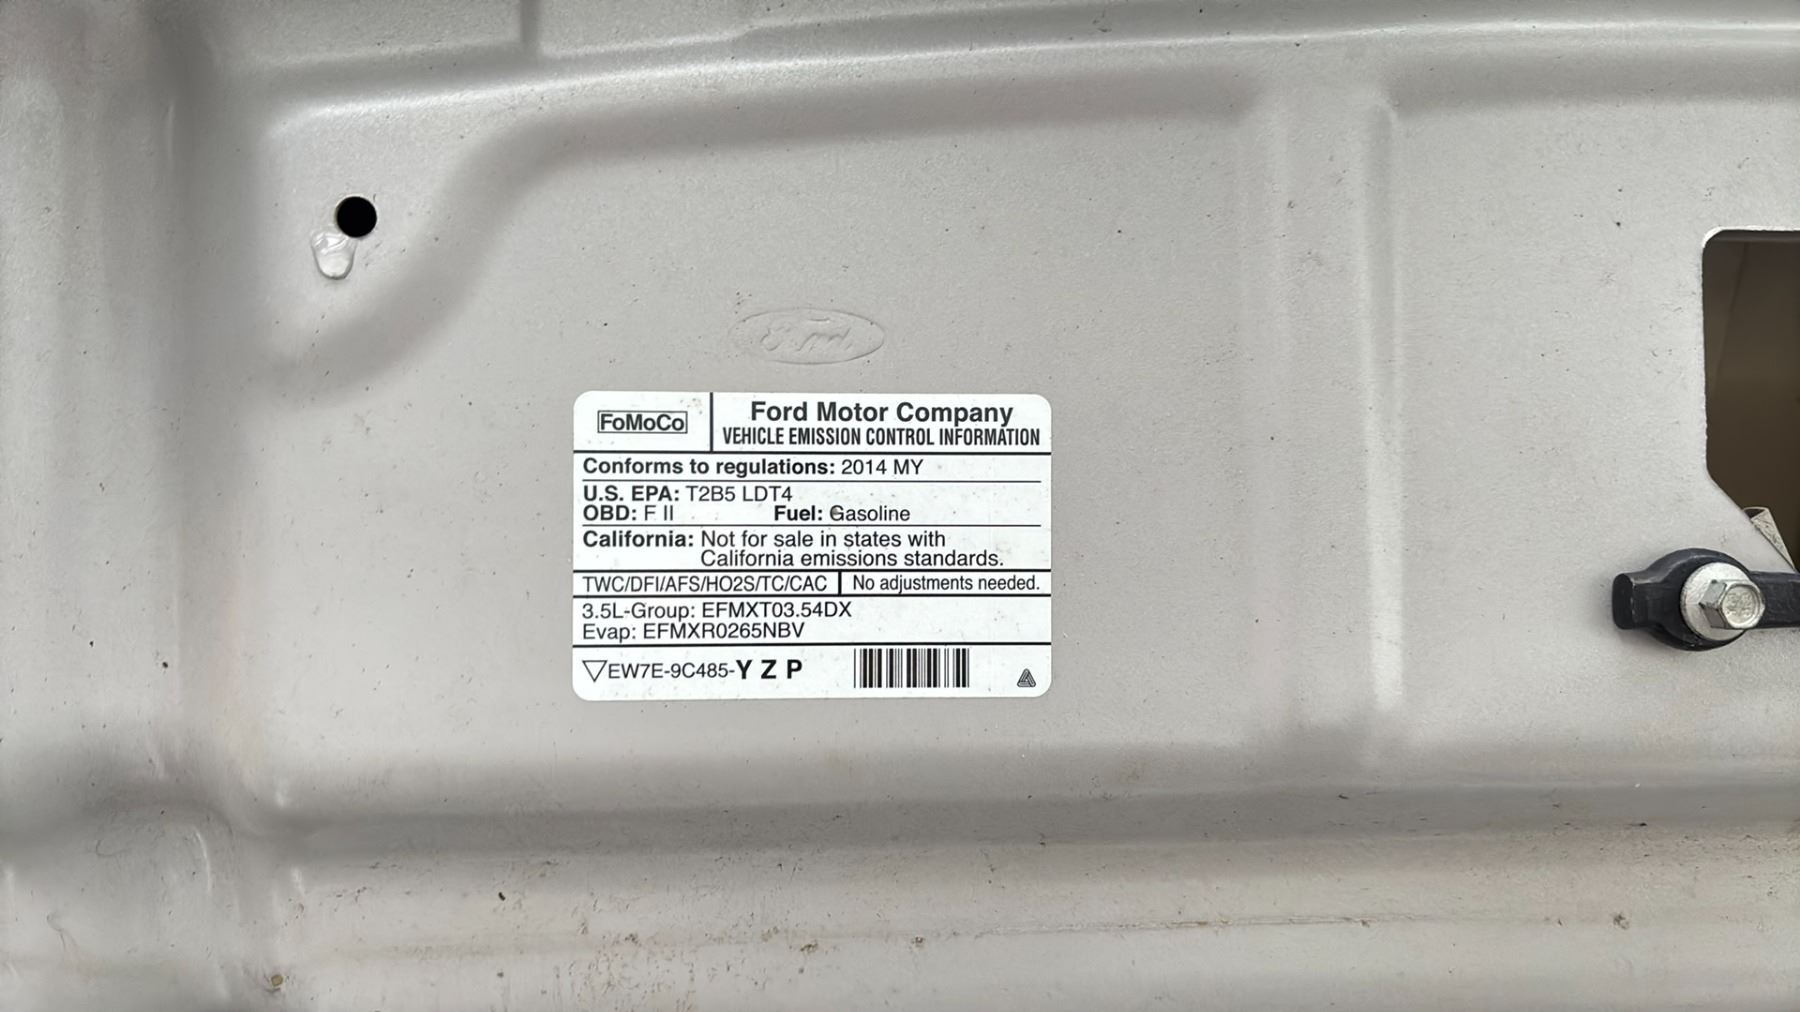 Ford
FoMoCo
Ford Motor Company
VEHICLE EMISSION CONTROL INFORMATION
Conforms to regulations: 2014 MY
U.S. EPA: T2B5 LDT4
OBD: F II Fuel: Gasoline
California: Not for sale in states with
California emissions standards.
TWC/DFI/AFS/HO2S/TC/CAC No adjustments needed.
3.5L-Group: EFMXT03.54DX
Evap: EFMXR0265NBV
EW7E-9C485-Y Z P